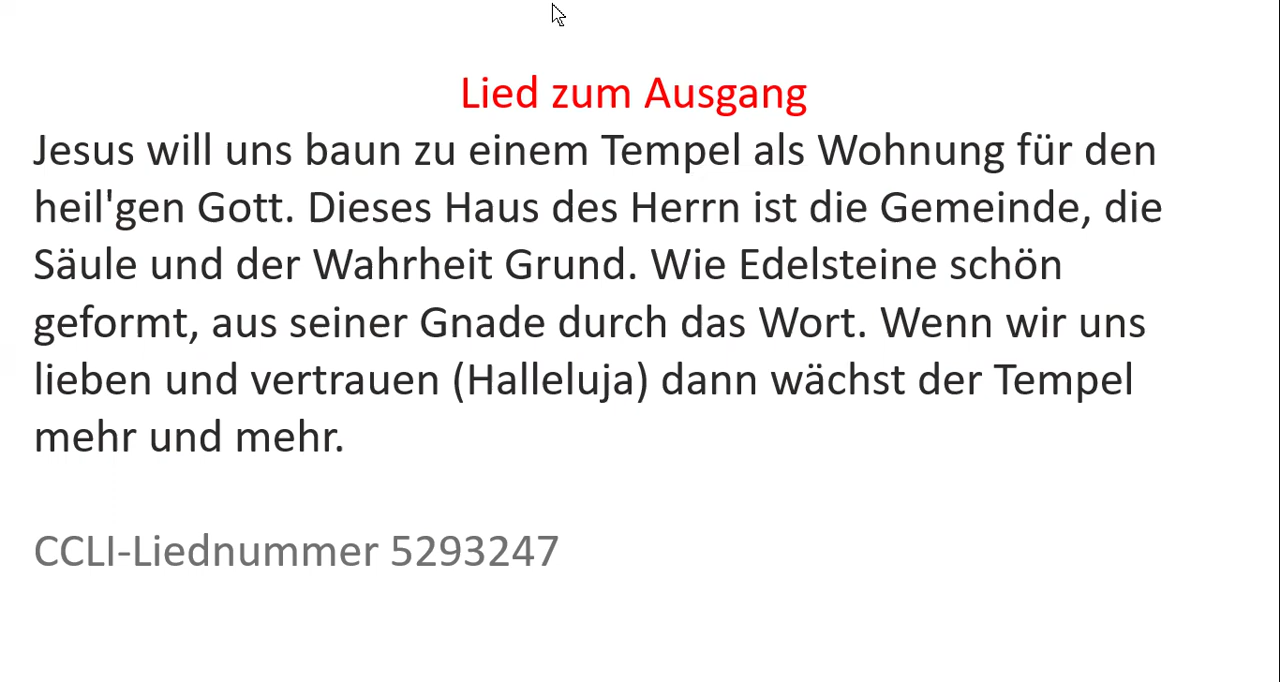 Lied zum Ausgang
Jesus will uns baun zu einem Tempel als Wohnung für den
heil'gen Gott. Dieses Haus des Herrn ist die Gemeinde, die
Säule und der Wahrheit Grund. Wie Edelsteine schön
geformt, aus seiner Gnade durch das Wort. Wenn wir uns
lieben und vertrauen (Halleluja) dann wächst der Tempel
mehr und mehr.
CCLI-Liednummer 5293247